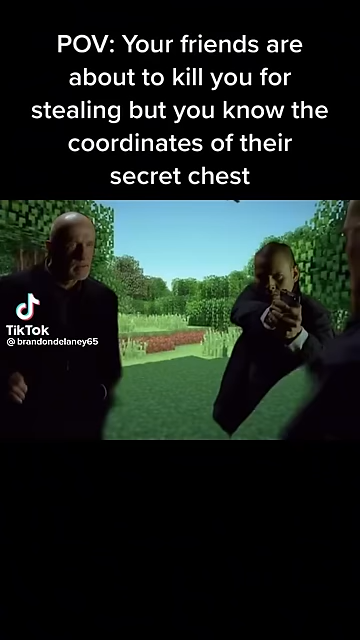 POV: Your friends are
about to kill you for
stealing but you know the
coordinates of their
secret chest
TikTok
@brandondelaney65